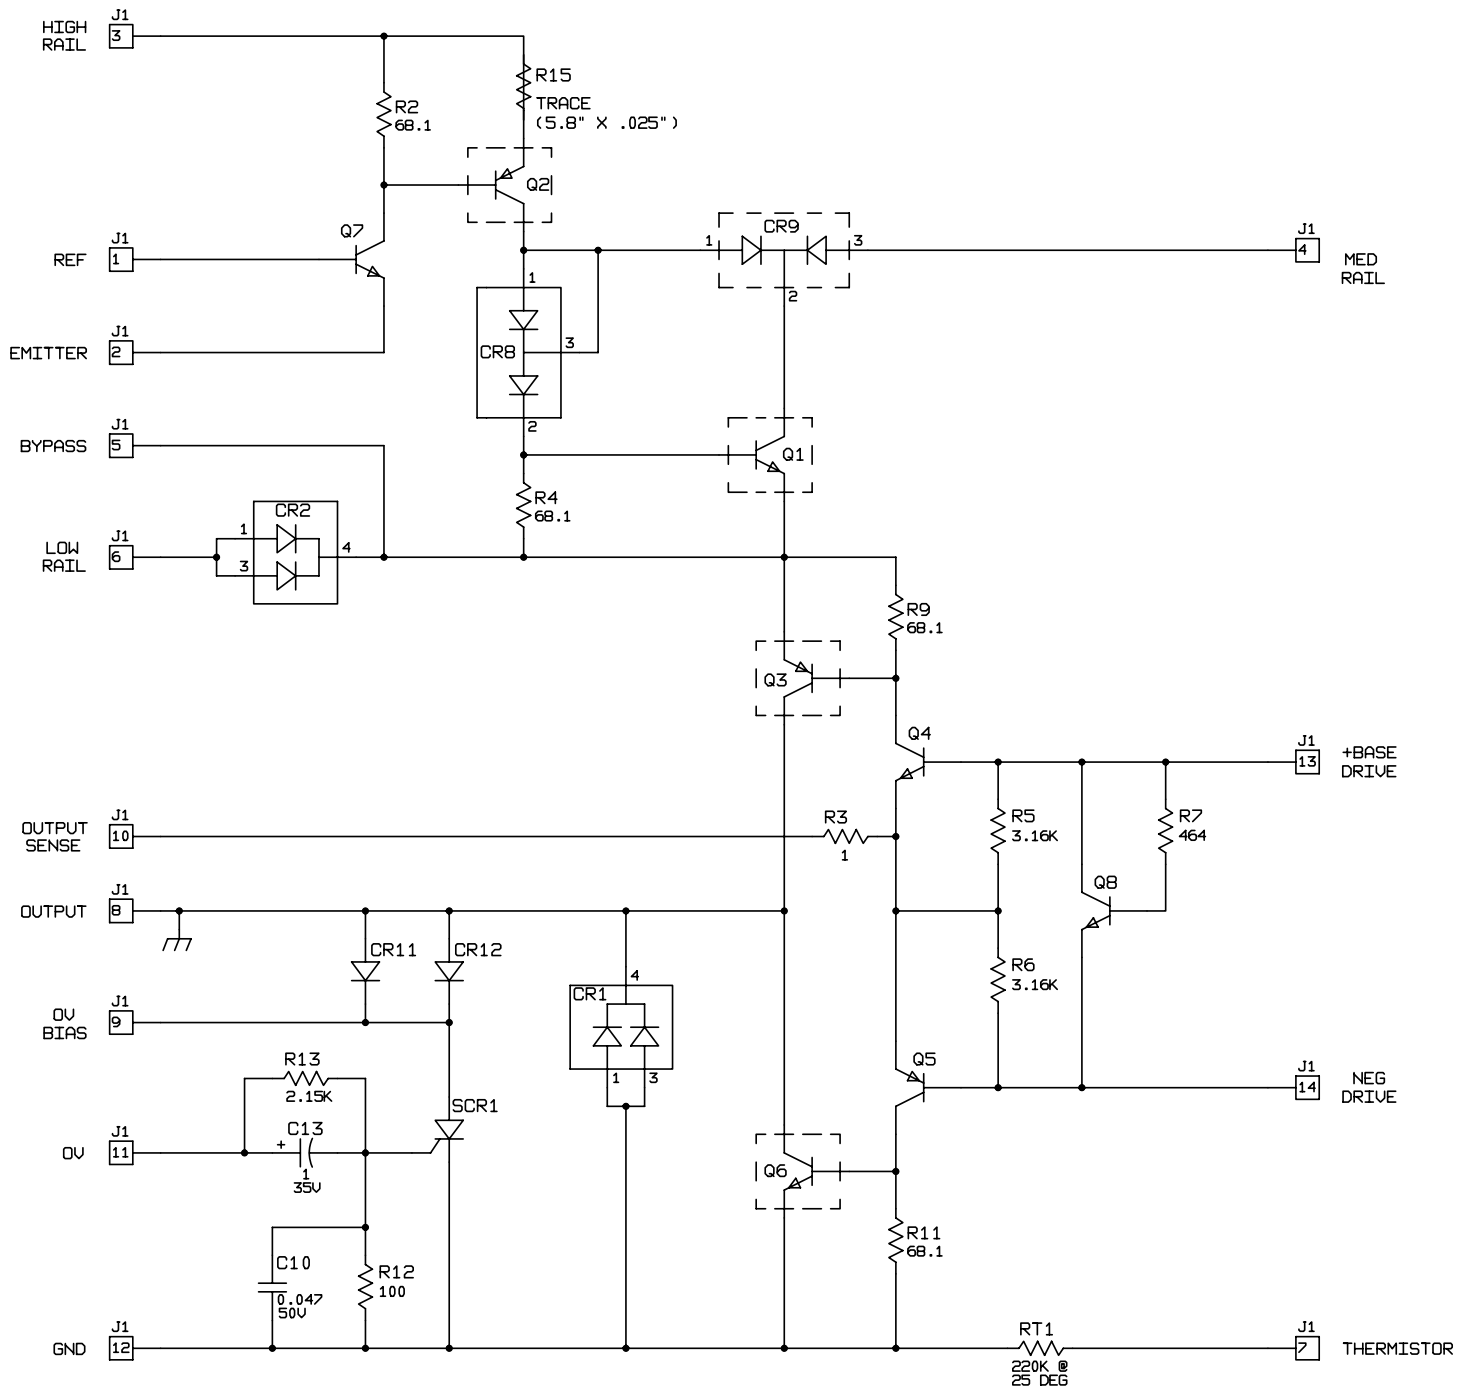 HIGH
RAIL
J1
3
R15
TRACE
(5.8" X .025")
R2
68.1
Q2
Q7
REF
J1
1
EMITTER
J1
2
1
CR9
3
2
J1
4
MED
RAIL
1
CR8
3
2
BYPASS
J1
5
Q1
R4
68.1
LOW
RAIL
J1
6
CR2
1
3
4
R9
68.1
Q3
Q4
J1
13
+BASE
DRIVE
OUTPUT
SENSE
J1
10
R3
1
R5
3.16K
R7
464
Q8
OUTPUT
J1
8
CR11
CR12
R6
3.16K
4
CR1
1
3
OV
BIAS
J1
9
R13
2.15K
SCR1
Q5
J1
14
NEG
DRIVE
OV
J1
11
+
C13
1
35V
Q6
R11
68.1
C10
0.047
50V
R12
100
GND
J1
12
RT1
220K @
25 DEG
J1
7
THERMISTOR